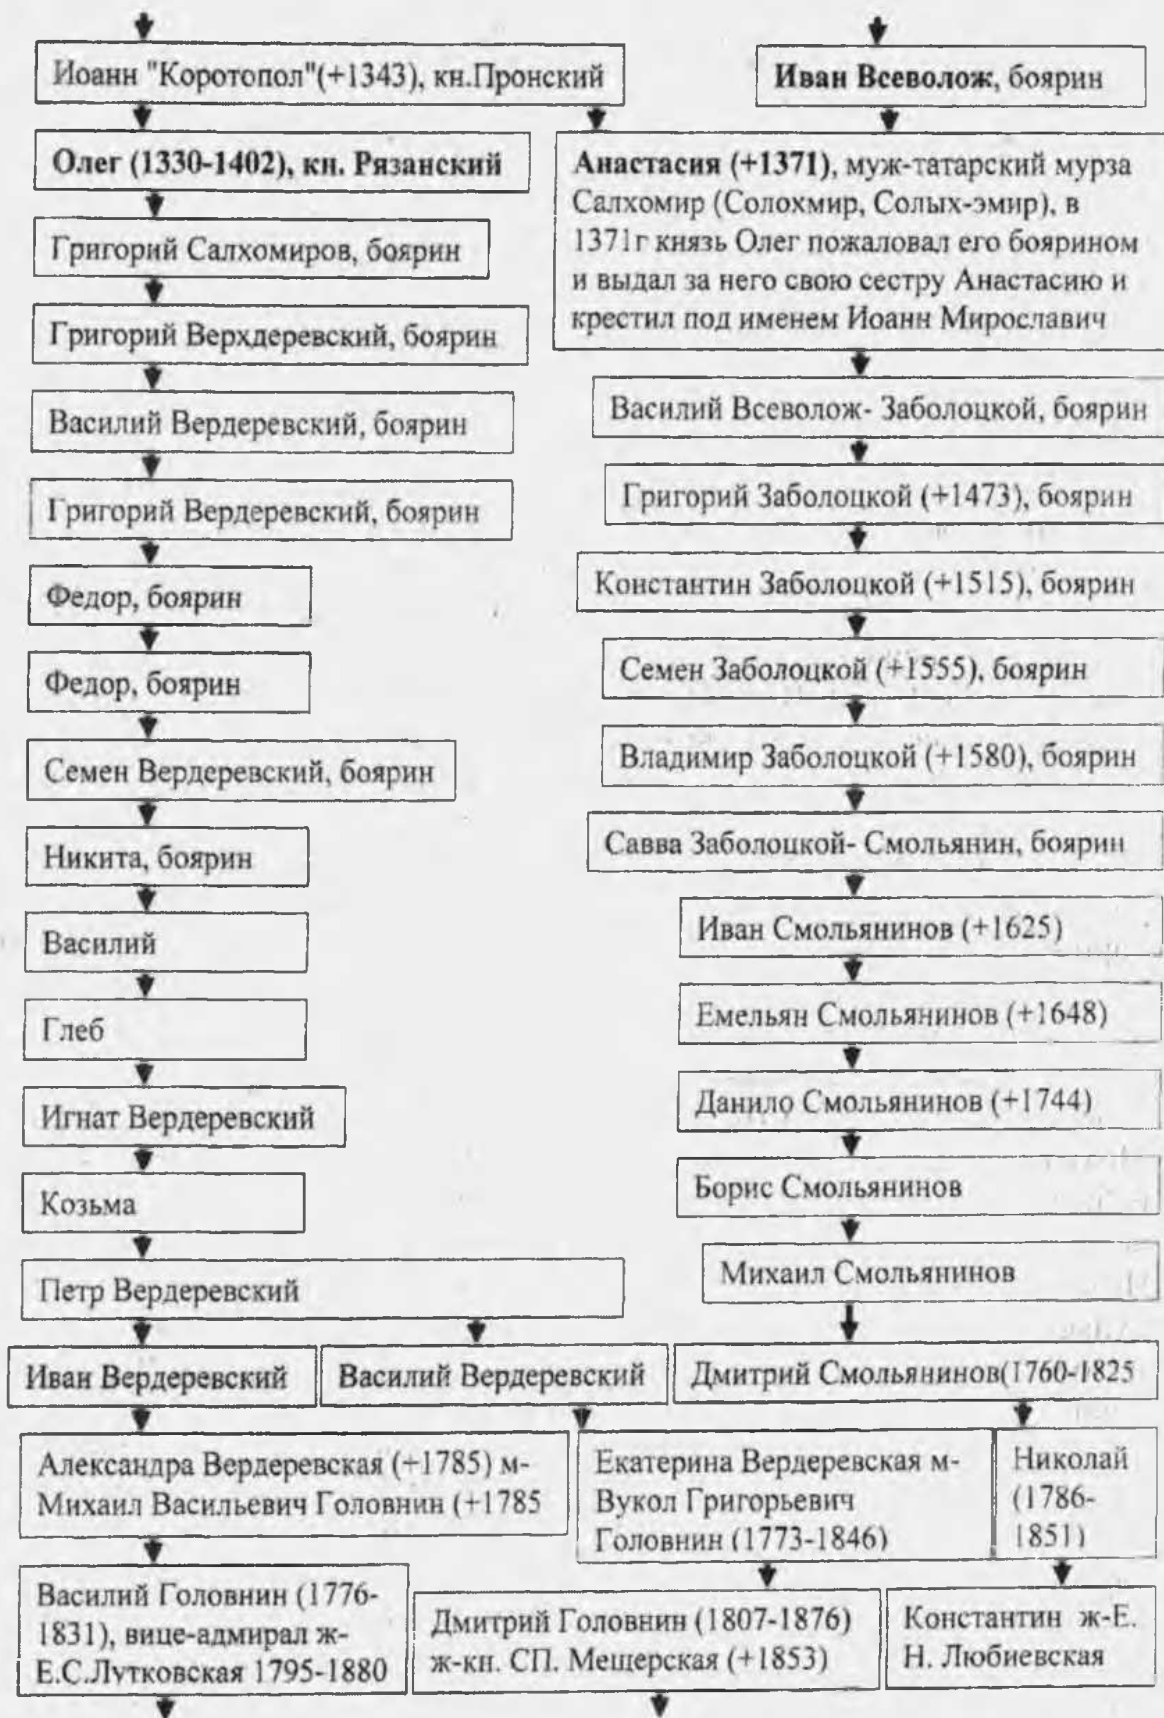 Иоанн "Коротопол"(+1343), кн.Пронский
Иван Всеволож, боярин
Олег (1330-1402), кн. Рязанский
Анастасия (+1371), муж-татарский мурза
Салхомир (Солохмир, Солых-эмир), в
1371г князь Олег пожаловал его боярином
и выдал за него свою сестру Анастасию и
крестил под именем Иоанн Мирославич
Григорий Салхомиров, боярин
Григорий Верхдеревский, боярин
Василий Вердеревский, боярин
Василий Всеволож- Заболоцкой, боярин
Григорий Вердеревский, боярин
Григорий Заболоцкой (+1473), боярин
Федор, боярин
Константин Заболоцкой (+1515), боярин
Федор, боярин
Семен Заболоцкой (+1555), боярин
Семен Вердеревский, боярин
Владимир Заболоцкой (+1580), боярин
Никита, боярин
Савва Заболоцкой- Смольянин, боярин
Василий
Иван Смольянинов (+1625)
Глеб
Емельян Смольянинов (+1648)
Игнат Вердеревский
Данило Смольянинов (+1744)
Козьма
Борис Смольянинов
Петр Вердеревский
Михаил Смольянинов
Иван Вердеревский
Василий Вердеревский
Дмитрий Смольянинов(1760-1825
Александра Вердеревская (+1785) м-
Михаил Васильевич Головнин (+1785
Екатерина Вердеревская м-
Вукол Григорьевич
Головнин (1773-1846)
Николай
(1786-
1851)
Василий Головнин (1776-
1831), вице-адмирал ж-
Е.С.Лутковская 1795-1880
Дмитрий Головнин (1807-1876)
ж-кн. СП. Мещерская (+1853)
Константин ж-Е.
Н. Любиевская